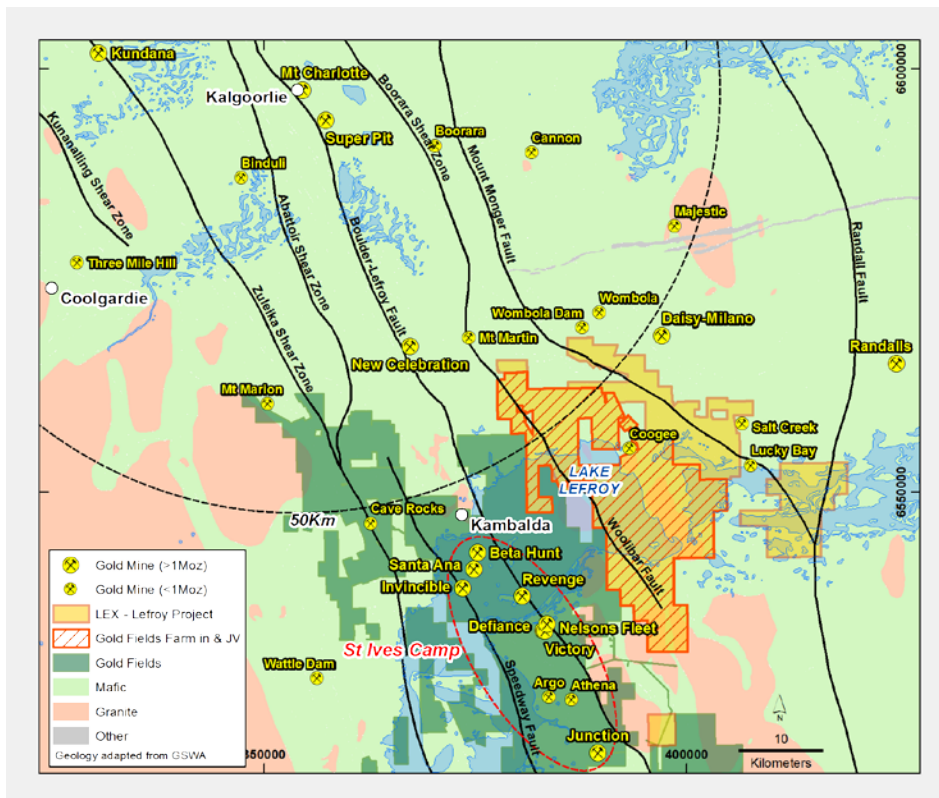 Kundana
Mt Charlotte
Kalgoorlie
Super Pit
Boorara Shear Zone
Boorara
Cannon
6600000
Kunanalling Shear Zone
Binduli
Mount Monger Fault
Abattoir Shear Zone
Majestic
Boulder-Lefroy Fault
Randall Fault
Three Mile Hill
Coolgardie
Zuleika Shear Zone
Wombola
Wombola Dam
Daisy-Milano
Mt Martin
New Celebration
Randalls
Mt Marion
Salt Creek
Coogee
Lucky Bay
LAKE
LEFROY
6550000
50Km
Cave Rocks
Kambalda
Woolibar Fault
Beta Hunt
Santa Ana
Invincible
Revenge
Defiance
Nelsons Fleet
Victory
St Ives Camp
Wattle Dam
Speedway Fault
Argo
Athena
Junction
Gold Mine (>1Moz)
Gold Mine (<1Moz)
LEX - Lefroy Project
Gold Fields Farm in & JV
Gold Fields
Mafic
Granite
Other
Geology adapted from GSWA
350000
400000
N
10
Kilometers